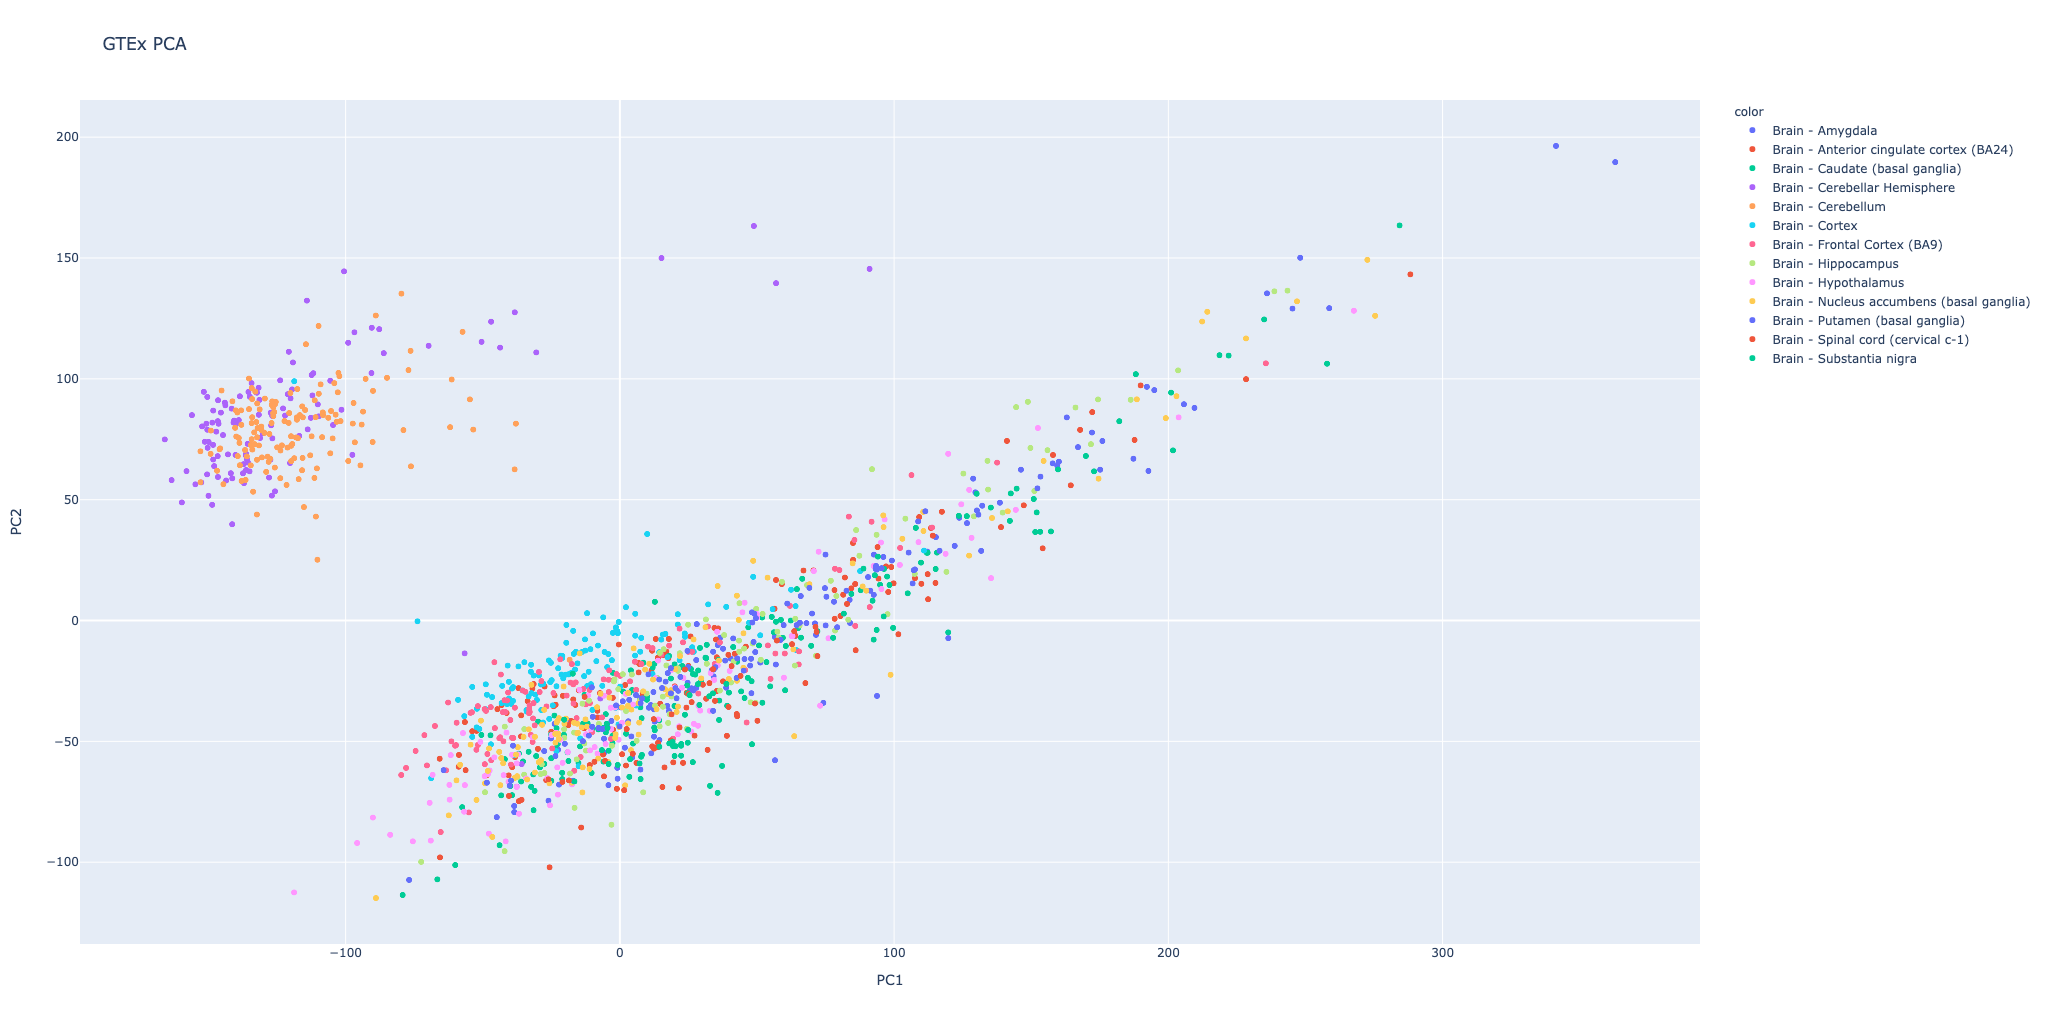 GTEx PCA
color
Brain - Amygdala
Brain - Anterior cingulate cortex (BA24)
Brain - Caudate (basal ganglia)
Brain - Cerebellar Hemisphere
Brain - Cerebellum
Brain - Cortex
Brain - Frontal Cortex (BA9)
Brain - Hippocampus
Brain - Hypothalamus
Brain - Nucleus accumbens (basal ganglia)
Brain - Putamen (basal ganglia)
Brain - Spinal cord (cervical c-1)
Brain - Substantia nigra
200
150
100
50
0
−50
−100
PC2
−100
0
100
200
300
PC1